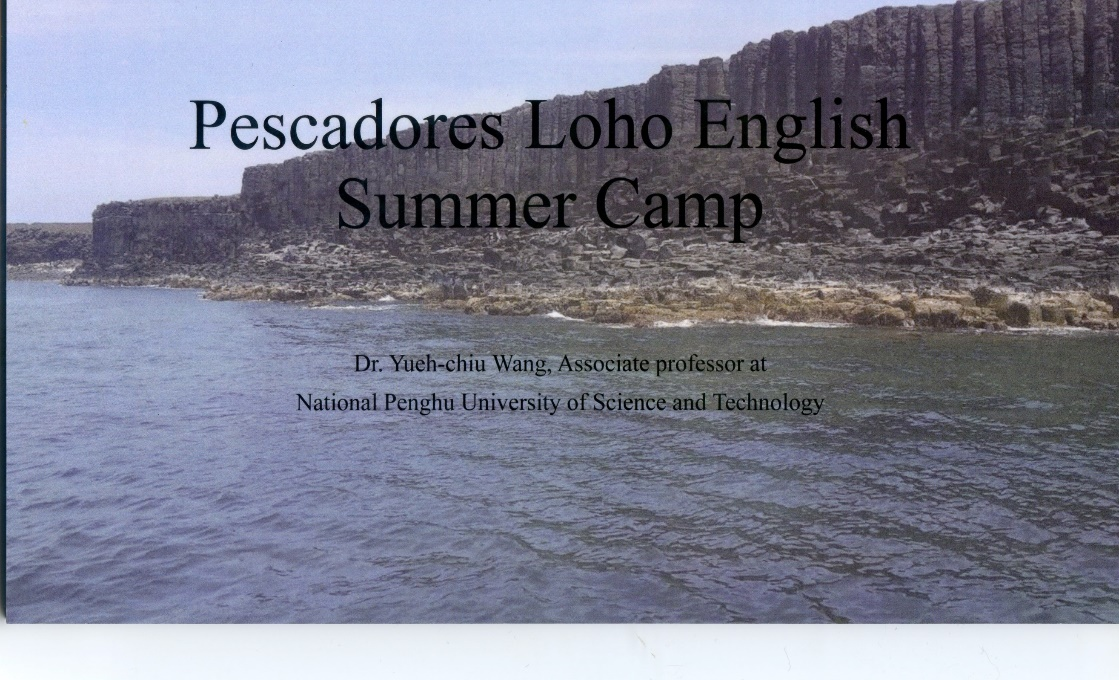 Pescadores Loho English
Summer Camp
Dr. Yueh-chiu Wang, Associate professor at
National Penghu University of Science and Technology